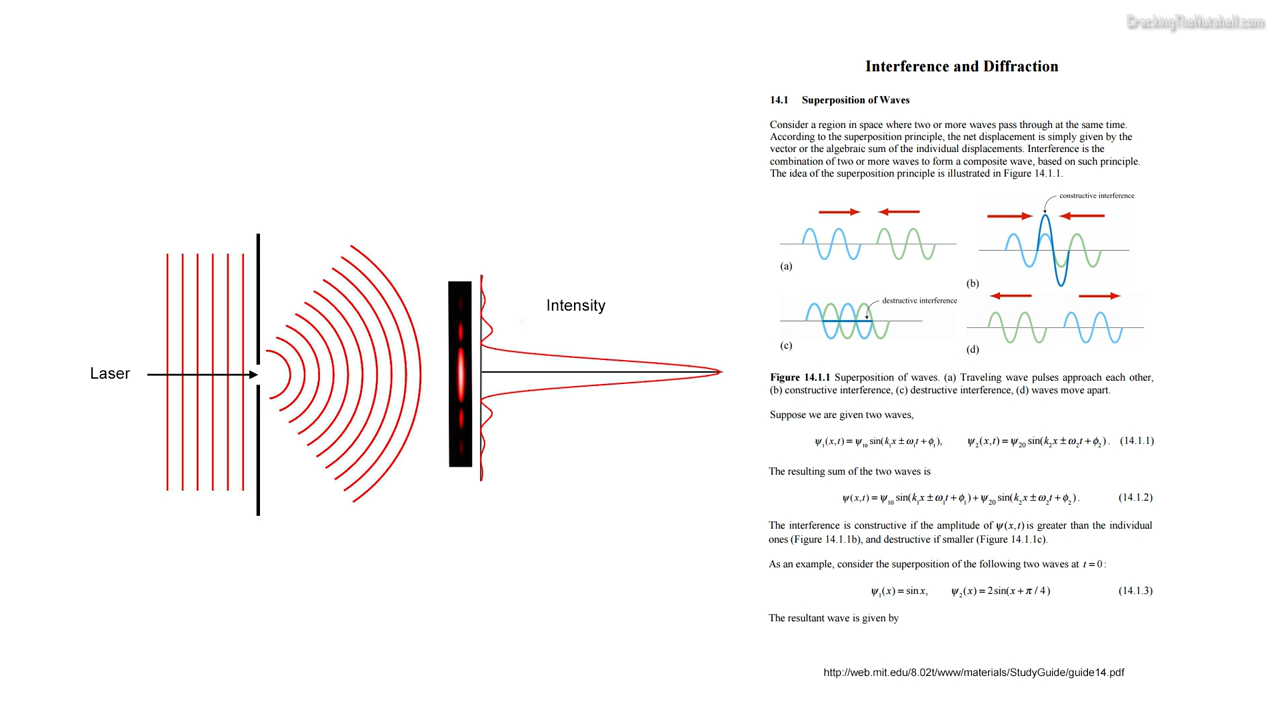 CrackingTheNutshell.com
Laser
Intensity
Interference and Diffraction
14.1 Superposition of Waves
Consider a region in space where two or more waves pass through at the same time.
According to the superposition principle, the net displacement is simply given by the
vector or the algebraic sum of the individual displacements. Interference is the
combination of two or more waves to form a composite wave, based on such principle.
The idea of the superposition principle is illustrated in Figure 14.1.1.
constructive interference
(a)
(b)
destructive interference
(c)
(d)
Figure 14.1.1 Superposition of waves. (a) Traveling wave pulses approach each other,
(b) constructive interference, (c) destructive interference, (d) waves move apart.
Suppose we are given two waves,
ψ₁(x,t) = ψ₁₀ sin(k₁x ± ω₁t + ϕ₁), ψ₂(x,t) = ψ₂₀ sin(k₂x ± ω₂t + ϕ₂). (14.1.1)
The resulting sum of the two waves is
ψ(x,t) = ψ₁₀ sin(k₁x ± ω₁t + ϕ₁) + ψ₂₀ sin(k₂x ± ω₂t + ϕ₂). (14.1.2)
The interference is constructive if the amplitude of ψ(x,t) is greater than the individual
ones (Figure 14.1.1b), and destructive if smaller (Figure 14.1.1c).
As an example, consider the superposition of the following two waves at t = 0:
ψ₁(x) = sin x, ψ₂(x) = 2 sin(x + π / 4) (14.1.3)
The resultant wave is given by
http://web.mit.edu/8.02t/www/materials/StudyGuide/guide14.pdf